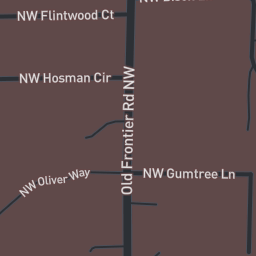 NW Flintwood Ct
NW Hosman Cir
Old Frontier Rd NW
NW Oliver Way
NW Gumtree Ln